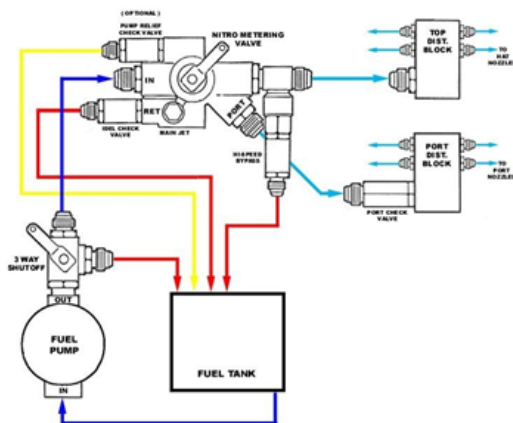 (OPTIONAL)
PUMP RELIEF
CHECK VALVE
NITRO METERING
VALVE
TOP
DIST.
BLOCK
TO
HAT
NOZZLES
IN
RET
PORT
IDEL CHECK
VALVE
MAIN JET
HI SPEED
BYPASS
PORT
DIST.
BLOCK
TO
PORT
NOZZLES
PORT CHECK
VALVE
3 WAY
SHUTOFF
OUT
FUEL
PUMP
IN
FUEL TANK